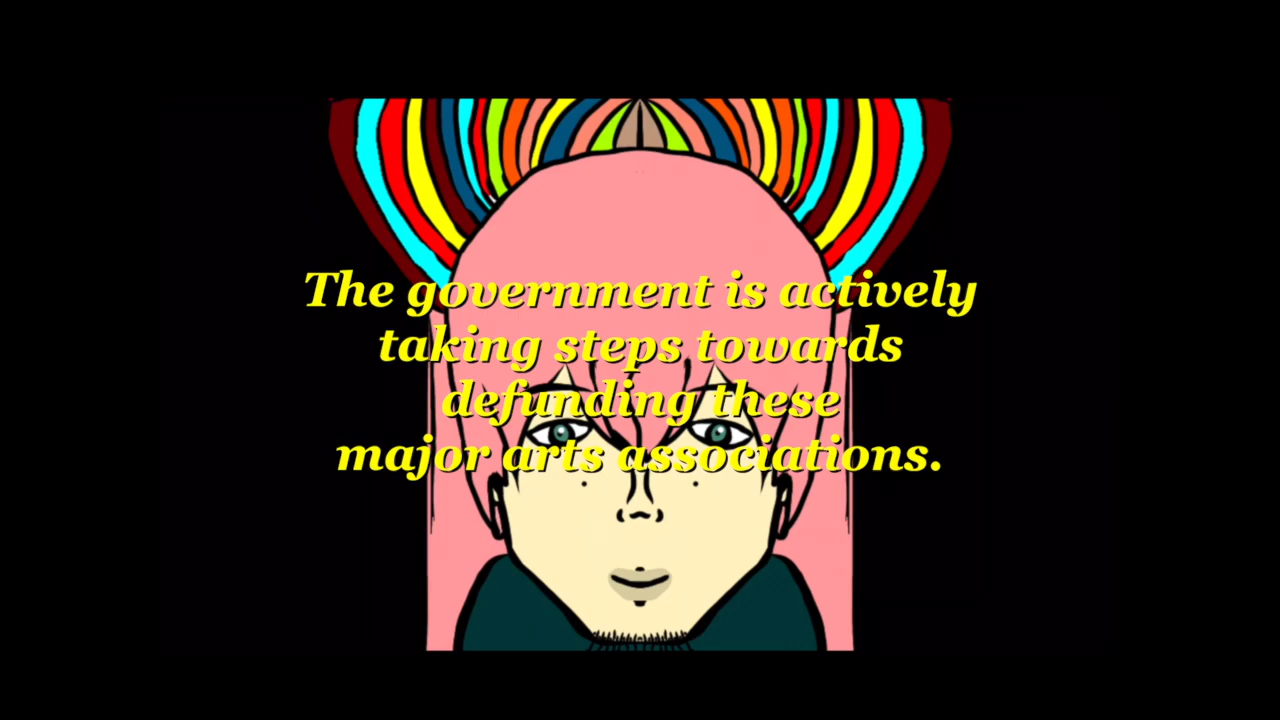 The government is actively
taking steps towards
defunding these
major arts associations.